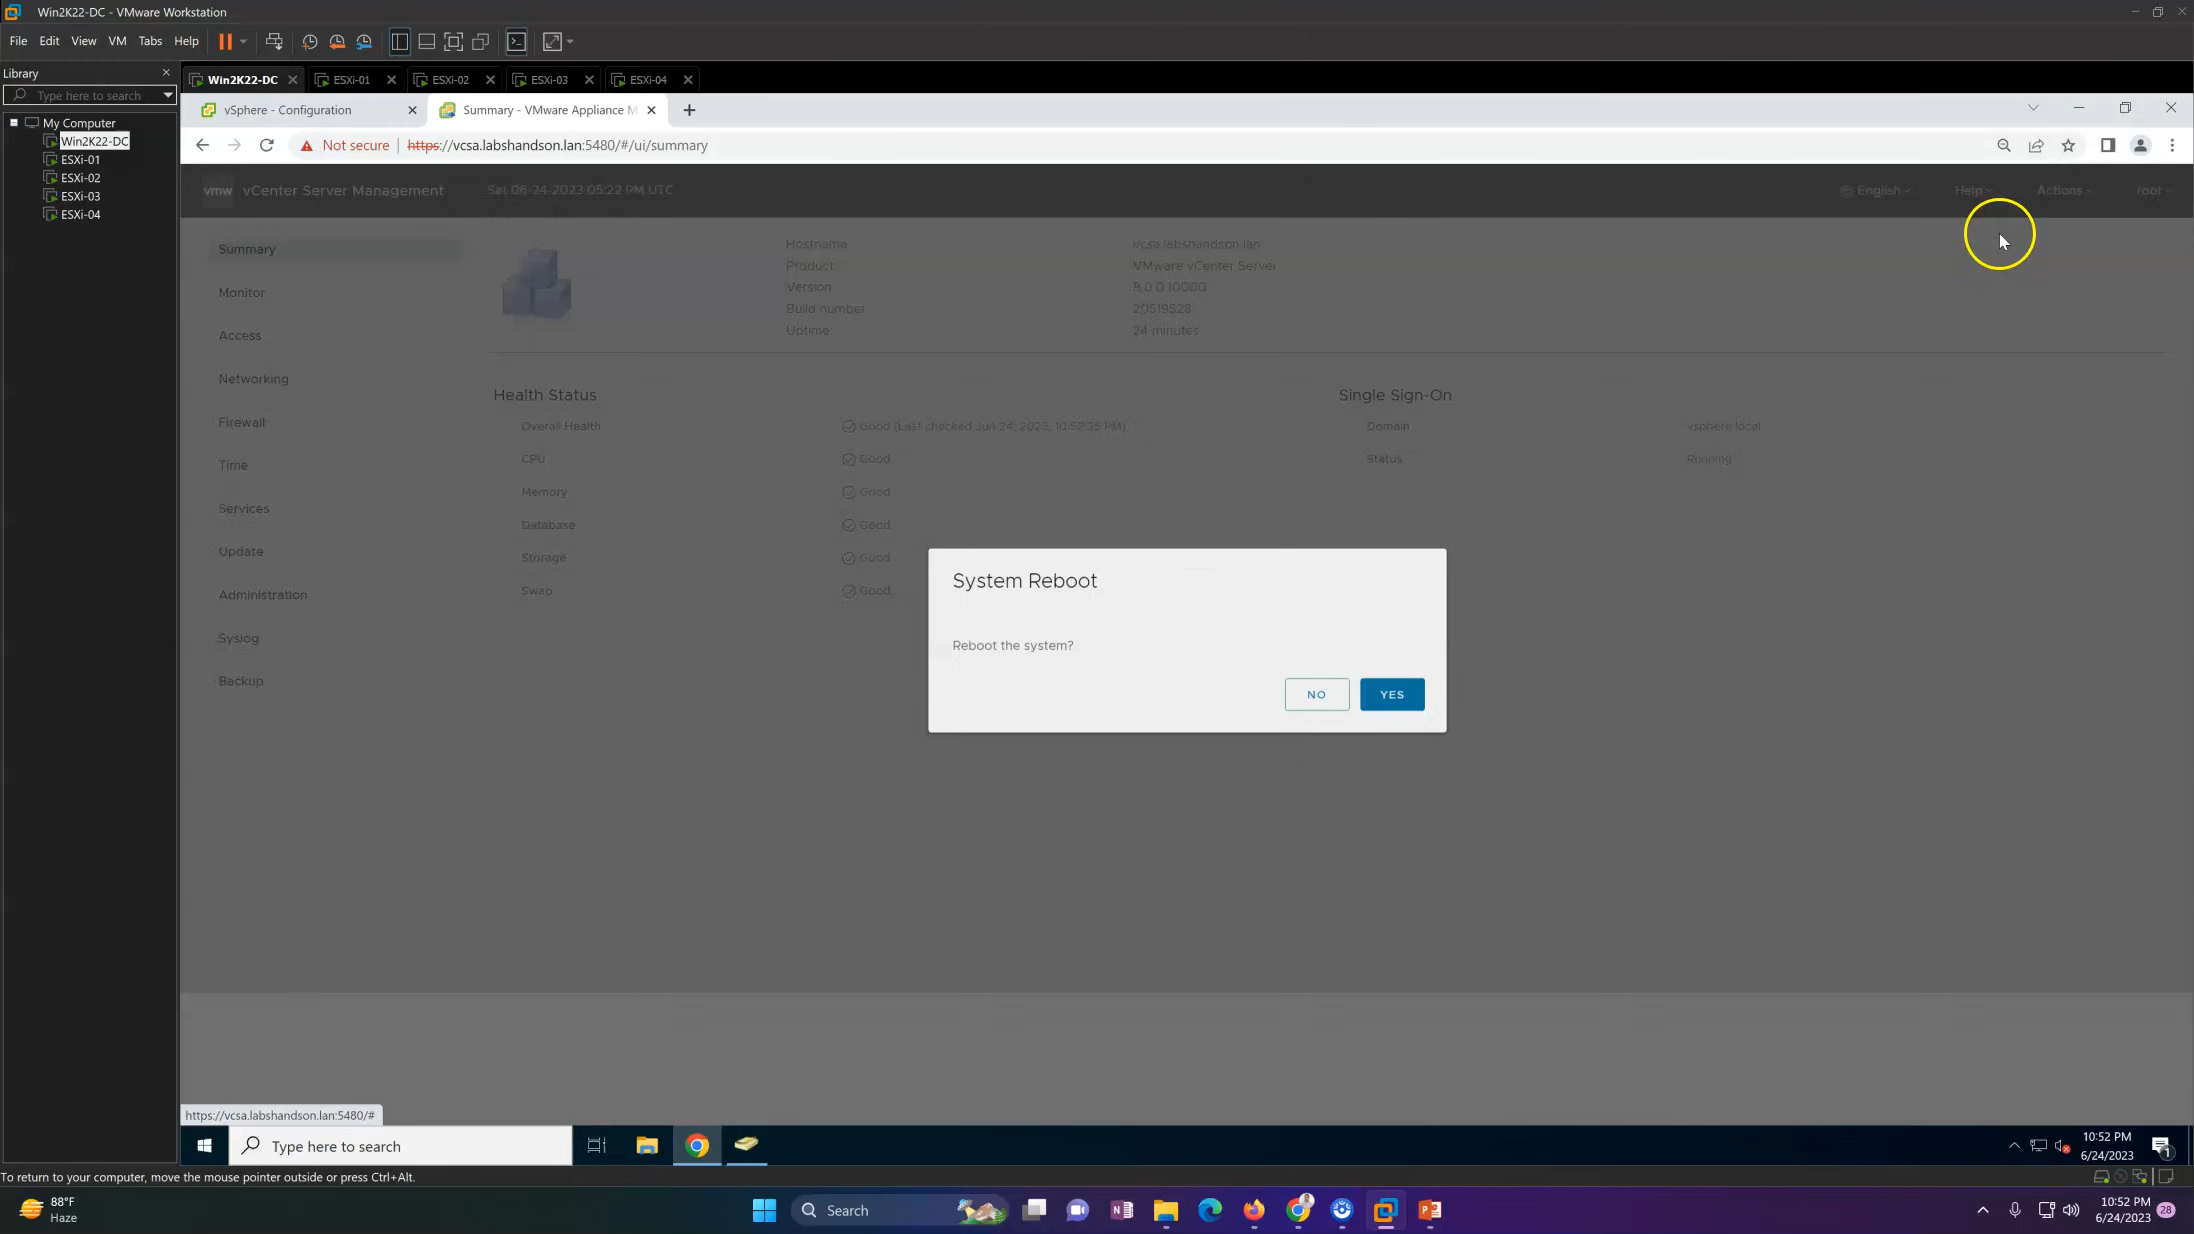 Win2K22-DC - VMware Workstation
File Edit View VM Tabs Help
Library
Type here to search
My Computer
Win2K22-DC
ESXi-01
ESXi-02
ESXi-03
ESXi-04
Win2K22-DC ESXi-01 ESXi-02 ESXi-03 ESXi-04
vSphere - Configuration Summary - VMware Appliance M
Not secure https://vcsa.labshandson.lan:5480/#/ui/summary
vmw vCenter Server Management Sat 06-24-2023 05:22 PM UTC English Help Actions root
Summary
Monitor
Access
Networking
Firewall
Time
Services
Update
Administration
Syslog
Backup
Hostname vcsa.labshandson.lan
Product: VMware vCenter Server
Version 8.0.0.10000
Build number 20519528
Uptime: 24 minutes
Health Status
Overall Health Good (Last checked Jun 24, 2023, 10:52:35 PM)
CPU Good
Memory Good
Database Good
Storage Good
Swap Good
Single Sign-On
Domain vsphere.local
Status Running
System Reboot
Reboot the system?
NO YES
https://vcsa.labshandson.lan:5480/#
Type here to search
10:52 PM
6/24/2023
1
To return to your computer, move the mouse pointer outside or press Ctrl+Alt.
88°F
Haze
Search
10:52 PM
6/24/2023
28